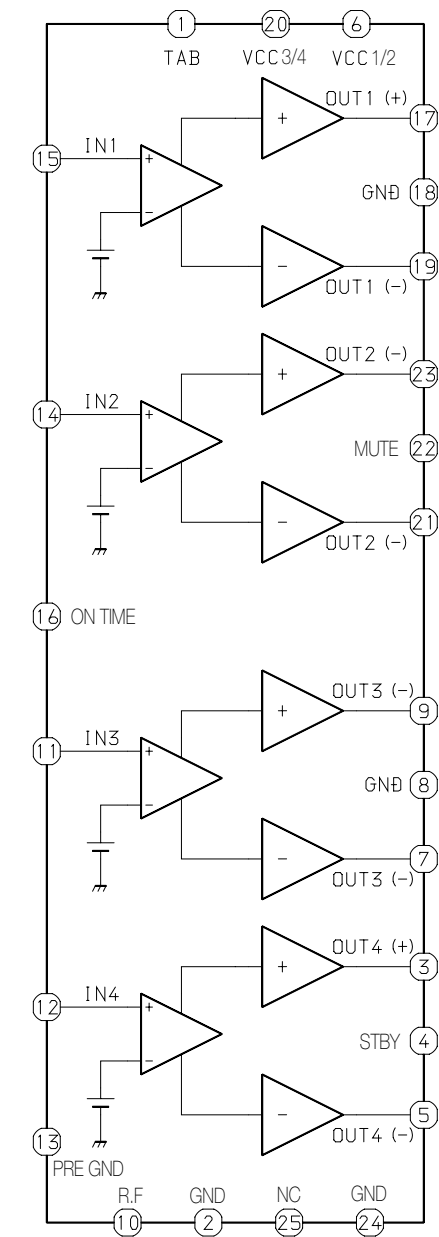 1 20 6
TAB VCC3/4 VCC1/2
OUT1 (+)
+ 17
15 IN1 +
GND 18
−
− 19
OUT1 (−)
OUT2 (−)
+ 23
14 IN2 +
MUTE 22
−
− 21
OUT2 (−)
16 ON TIME
OUT3 (−)
+ 9
11 IN3 +
GND 8
−
− 7
OUT3 (−)
OUT4 (+)
+ 3
12 IN4 +
STBY 4
−
− 5
OUT4 (−)
13
PRE GND
R.F GND NC GND
10 2 25 24